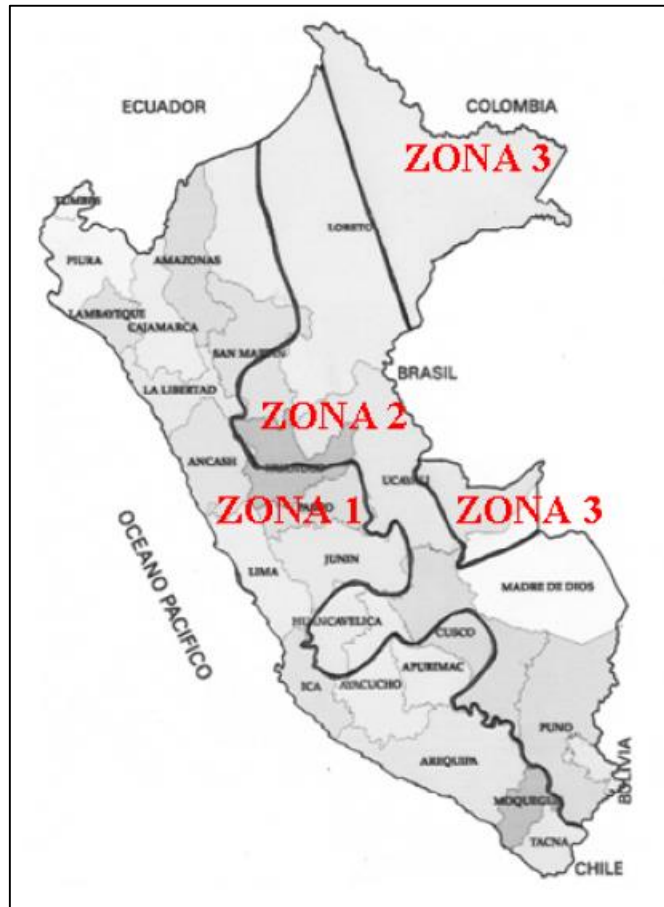 ECUADOR
COLOMBIA
ZONA 3
TUMBES
LORETO
PIURA
AMAZONAS
LAMBAYEQUE
CAJAMARCA
SAN MARTIN
BRASIL
LA LIBERTAD
ZONA 2
ANCASH
HUANUCO
UCAYALI
ZONA 1
ZONA 3
PASCO
OCEANO PACIFICO
JUNIN
LIMA
MADRE DE DIOS
HUANCAVELICA
CUSCO
APURIMAC
ICA
AYACUCHO
PUNO
AREQUIPA
BOLIVIA
MOQUEGUA
TACNA
CHILE